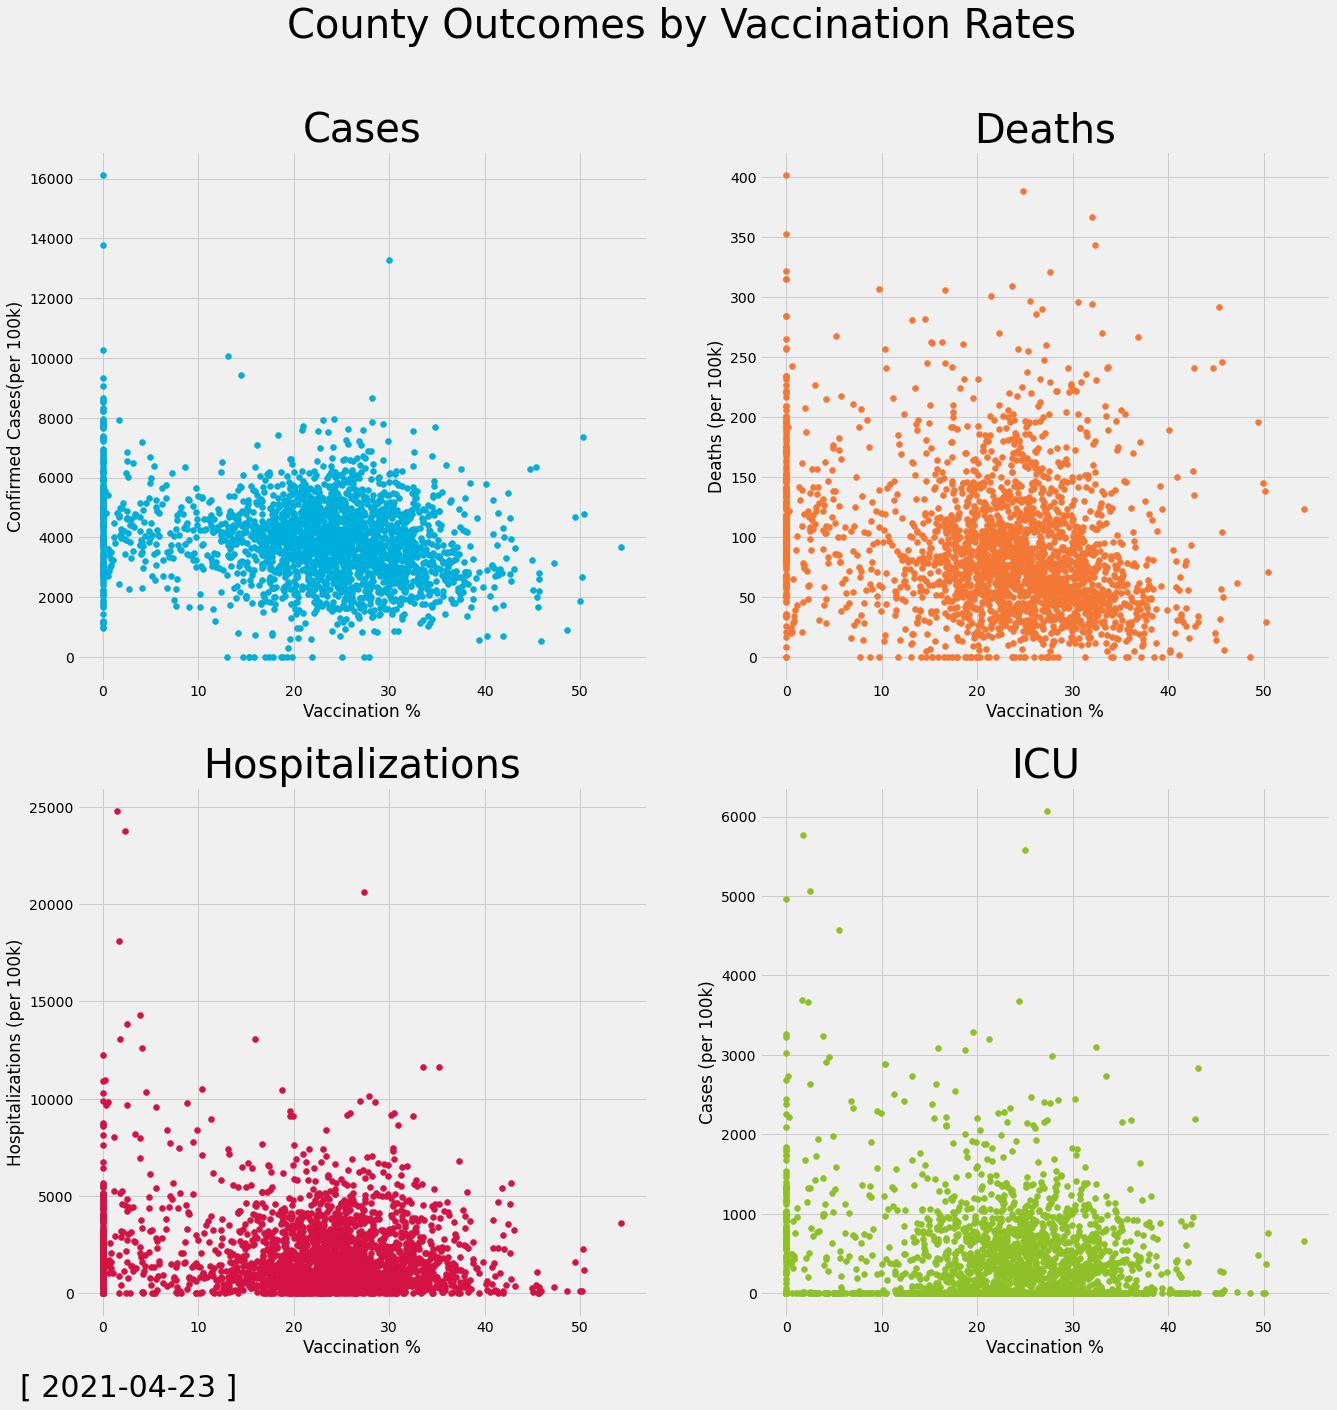 County Outcomes by Vaccination Rates
Cases
Deaths
16000
14000
12000
10000
8000
6000
4000
2000
0
Confirmed Cases(per 100k)
0 10 20 30 40 50
Vaccination %
400
350
300
250
200
150
100
50
0
Deaths (per 100k)
0 10 20 30 40 50
Vaccination %
Hospitalizations
ICU
25000
20000
15000
10000
5000
0
Hospitalizations (per 100k)
0 10 20 30 40 50
Vaccination %
6000
5000
4000
3000
2000
1000
0
Cases (per 100k)
0 10 20 30 40 50
Vaccination %
[ 2021-04-23 ]